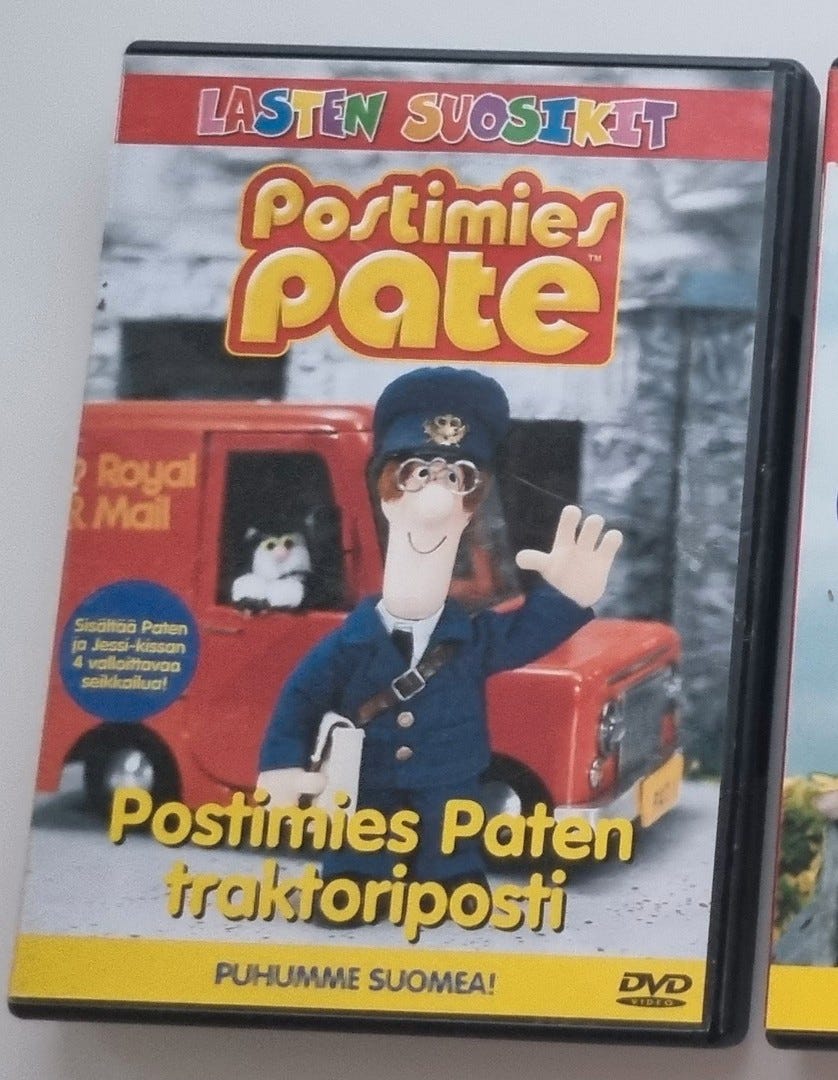 LASTEN SUOSIKIT
Postimies
Pate™
Royal
Mail
Sisältää Paten
ja Jessi-kissan
4 valloittavaa
seikkailua!
Postimies Paten
traktoriposti
PUHUMME SUOMEA!
DVD
VIDEO